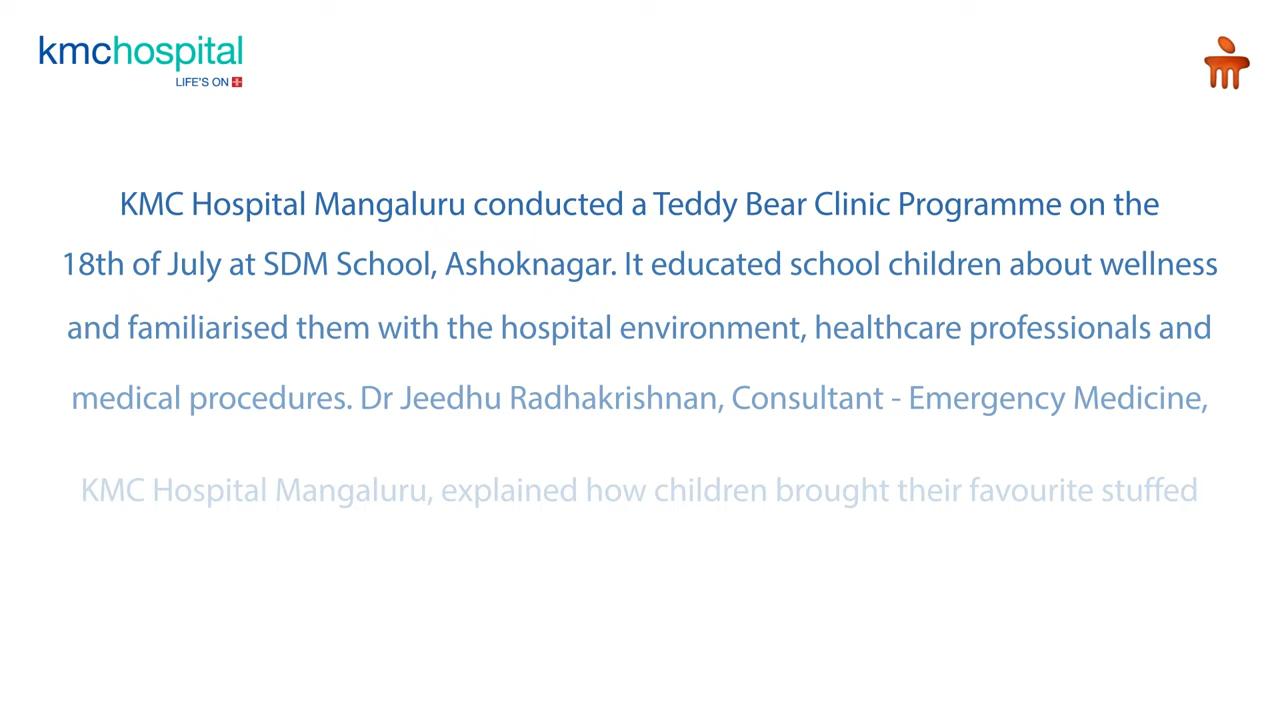 kmchospital
LIFE'S ON
KMC Hospital Mangaluru conducted a Teddy Bear Clinic Programme on the
18th of July at SDM School, Ashoknagar. It educated school children about wellness
and familiarised them with the hospital environment, healthcare professionals and
medical procedures. Dr Jeedhu Radhakrishnan, Consultant - Emergency Medicine,
KMC Hospital Mangaluru, explained how children brought their favourite stuffed